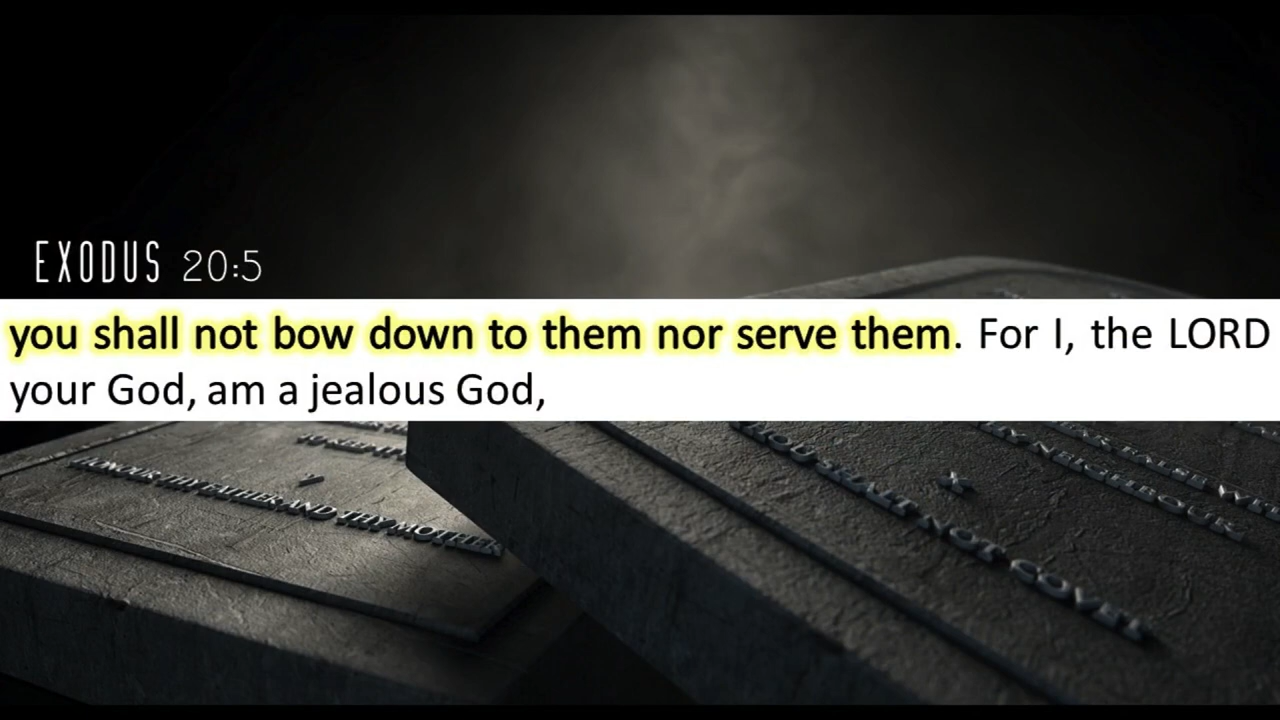 EXODUS 20:5
you shall not bow down to them nor serve them. For I, the LORD
your God, am a jealous God,
HONOUR THY FATHER AND THY MOTHER
X
THOU SHALT NOT COVET
THY NEIGHBOUR